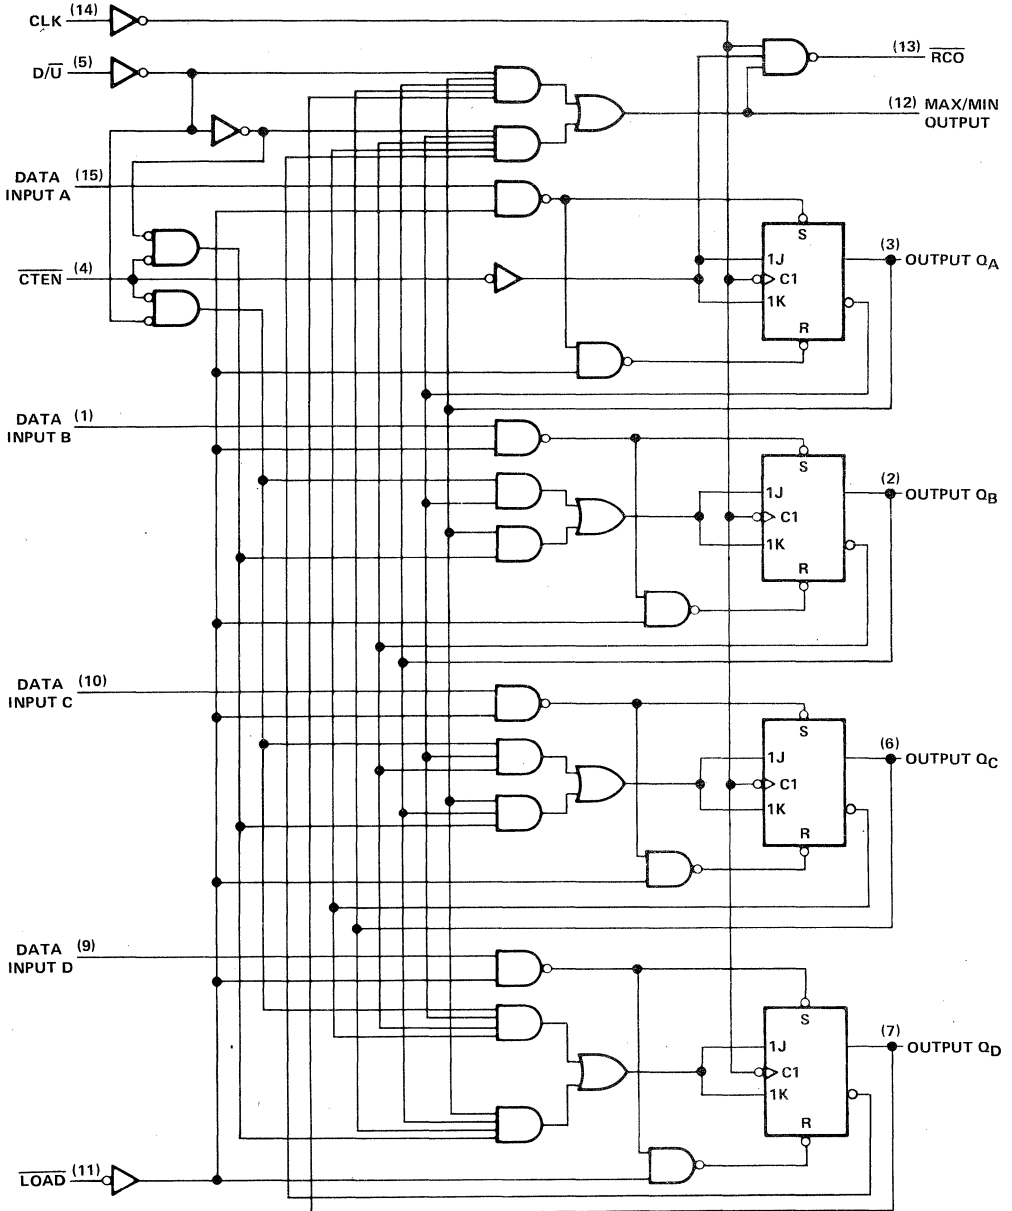 CLK (14)
(13) RCO
D/U (5)
(12) MAX/MIN
OUTPUT
DATA (15)
INPUT A
S
1J
(3) OUTPUT QA
CTEN (4)
C1
1K
R
DATA (1)
INPUT B
S
1J
(2) OUTPUT QB
C1
1K
R
DATA (10)
INPUT C
S
1J
(6) OUTPUT QC
C1
1K
R
DATA (9)
INPUT D
S
1J
(7) OUTPUT QD
C1
1K
R
LOAD (11)